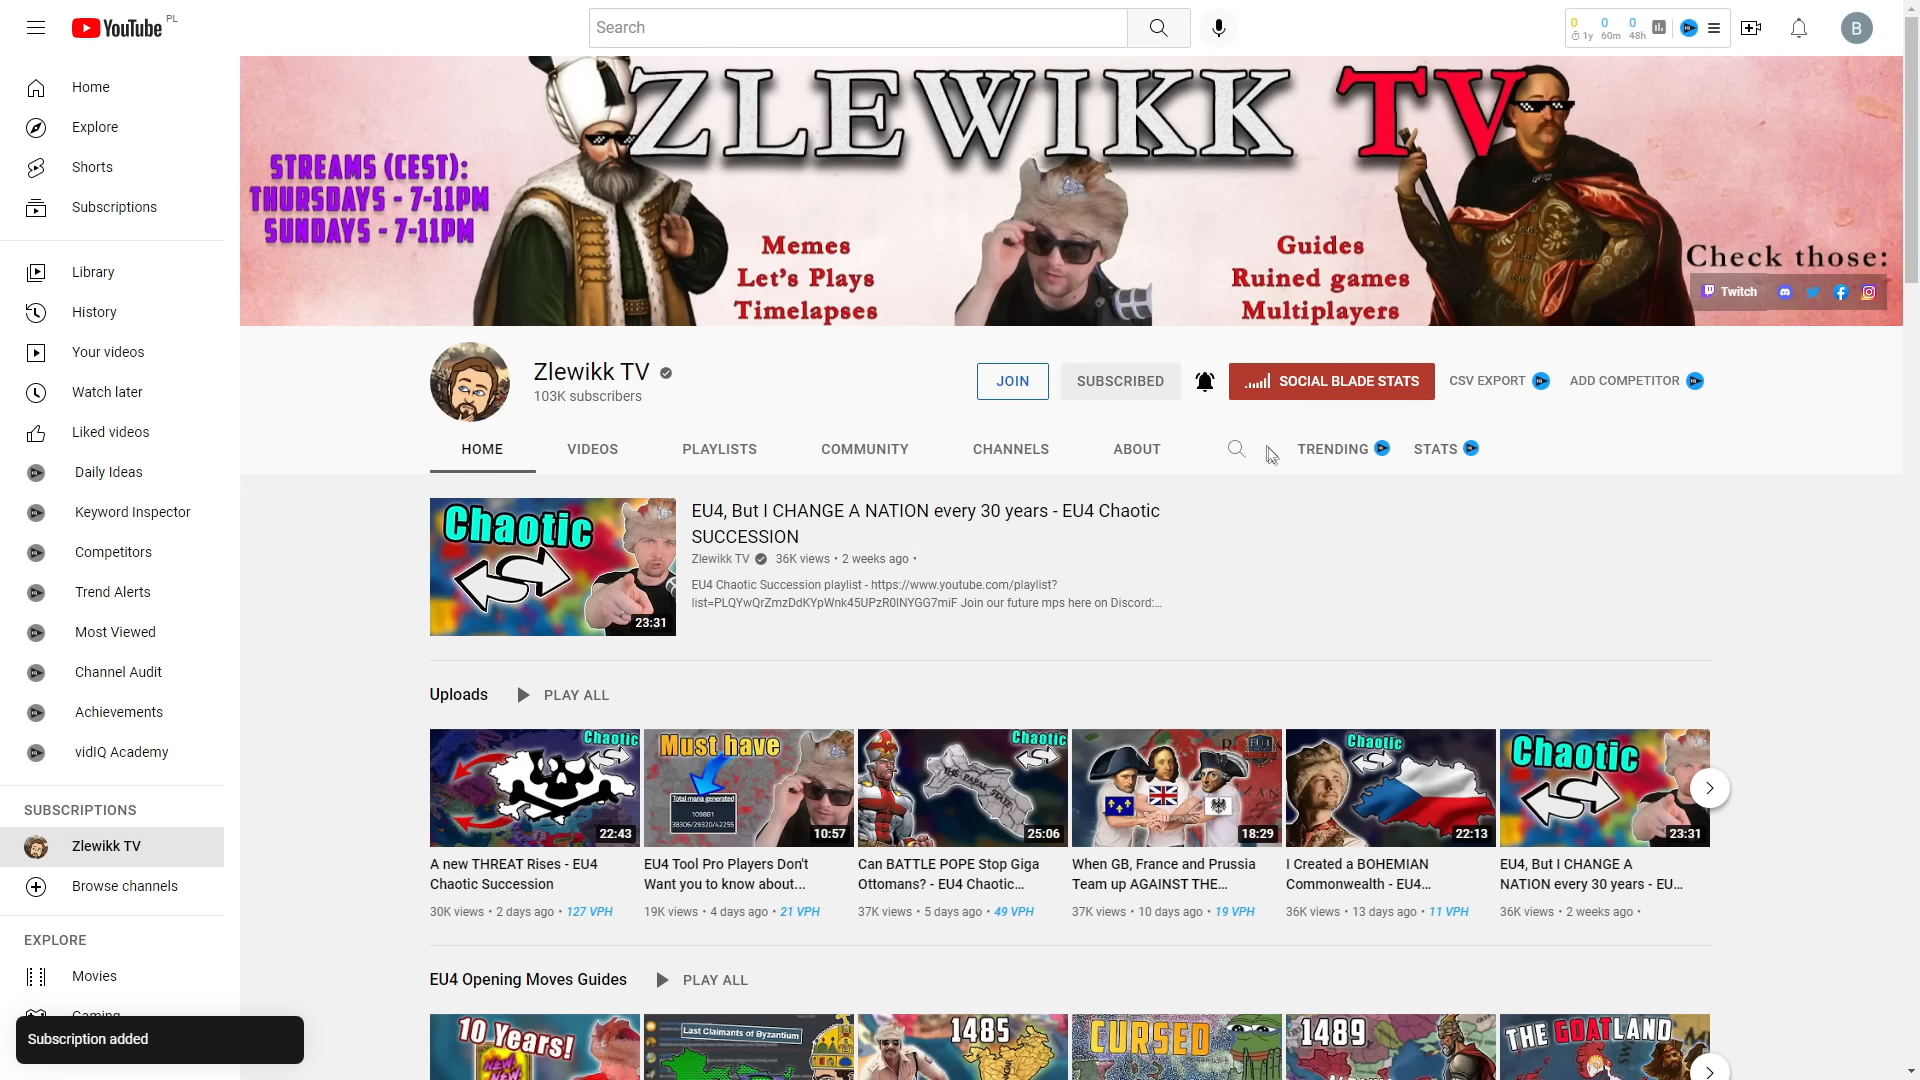 YouTube PL
Search
0 0 0
1y 60m 48h
B
Home
Explore
Shorts
Subscriptions
Library
History
Your videos
Watch later
Liked videos
Daily Ideas
Keyword Inspector
Competitors
Trend Alerts
Most Viewed
Channel Audit
Achievements
vidIQ Academy
SUBSCRIPTIONS
Zlewikk TV
Browse channels
EXPLORE
Movies
Gaming
Subscription added
ZLEWIKK TV
STREAMS (CEST):
THURSDAYS - 7-11PM
SUNDAYS - 7-11PM
Memes
Let's Plays
Timelapses
Guides
Ruined games
Multiplayers
Check those:
Twitch
Zlewikk TV
103K subscribers
JOIN
SUBSCRIBED
SOCIAL BLADE STATS
CSV EXPORT
ADD COMPETITOR
HOME
VIDEOS
PLAYLISTS
COMMUNITY
CHANNELS
ABOUT
TRENDING
STATS
Chaotic
23:31
EU4, But I CHANGE A NATION every 30 years - EU4 Chaotic
SUCCESSION
Zlewikk TV 36K views • 2 weeks ago •
EU4 Chaotic Succession playlist - https://www.youtube.com/playlist?
list=PLQYwQrZmzDdKYpWnk45UPzR0INYGG7miF Join our future mps here on Discord:...
Uploads
PLAY ALL
Chaotic
22:43
Must have
Total mana generated
109881
38306/29320/42255
10:57
Chaotic
THE PAPAL STATE
25:06
EU4
18:29
Chaotic
22:13
Chaotic
23:31
A new THREAT Rises - EU4
Chaotic Succession
30K views • 2 days ago • 127 VPH
EU4 Tool Pro Players Don't
Want you to know about...
19K views • 4 days ago • 21 VPH
Can BATTLE POPE Stop Giga
Ottomans? - EU4 Chaotic...
37K views • 5 days ago • 49 VPH
When GB, France and Prussia
Team up AGAINST THE...
37K views • 10 days ago • 19 VPH
I Created a BOHEMIAN
Commonwealth - EU4...
36K views • 13 days ago • 11 VPH
EU4, But I CHANGE A
NATION every 30 years - EU...
36K views • 2 weeks ago •
EU4 Opening Moves Guides
PLAY ALL
10 Years!
Last Claimants of Byzantium
1485
CURSED
1489
THE GOATLAND